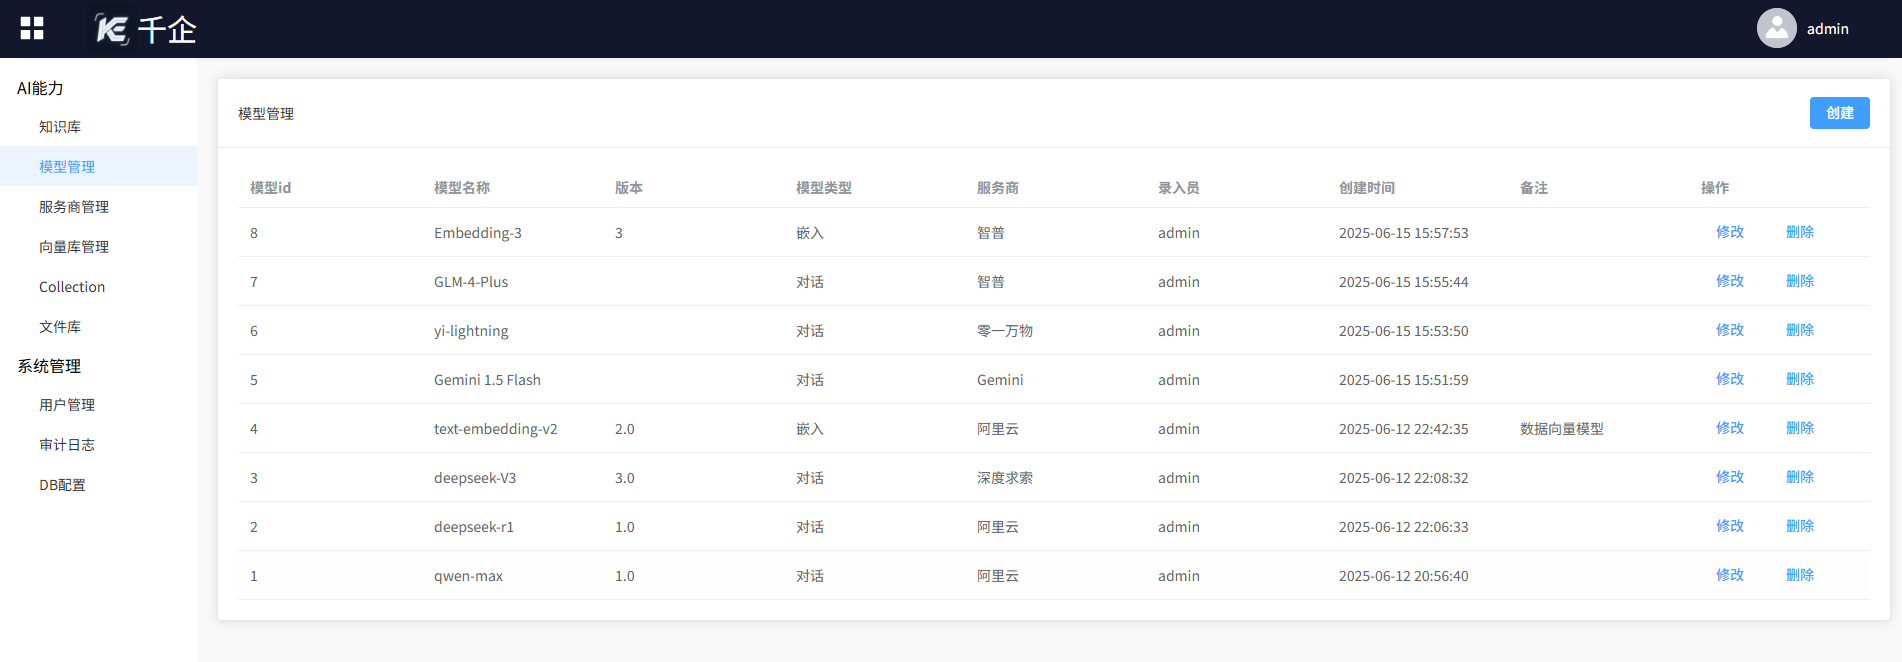 千企
admin
AI能力
知识库
模型管理
服务商管理
向量库管理
Collection
文件库
系统管理
用户管理
审计日志
DB配置
模型管理 创建
模型id 模型名称 版本 模型类型 服务商 录入员 创建时间 备注 操作
8 Embedding-3 3 嵌入 智普 admin 2025-06-15 15:57:53 修改 删除
7 GLM-4-Plus 对话 智普 admin 2025-06-15 15:55:44 修改 删除
6 yi-lightning 对话 零一万物 admin 2025-06-15 15:53:50 修改 删除
5 Gemini 1.5 Flash 对话 Gemini admin 2025-06-15 15:51:59 修改 删除
4 text-embedding-v2 2.0 嵌入 阿里云 admin 2025-06-12 22:42:35 数据向量模型 修改 删除
3 deepseek-V3 3.0 对话 深度求索 admin 2025-06-12 22:08:32 修改 删除
2 deepseek-r1 1.0 对话 阿里云 admin 2025-06-12 22:06:33 修改 删除
1 qwen-max 1.0 对话 阿里云 admin 2025-06-12 20:56:40 修改 删除